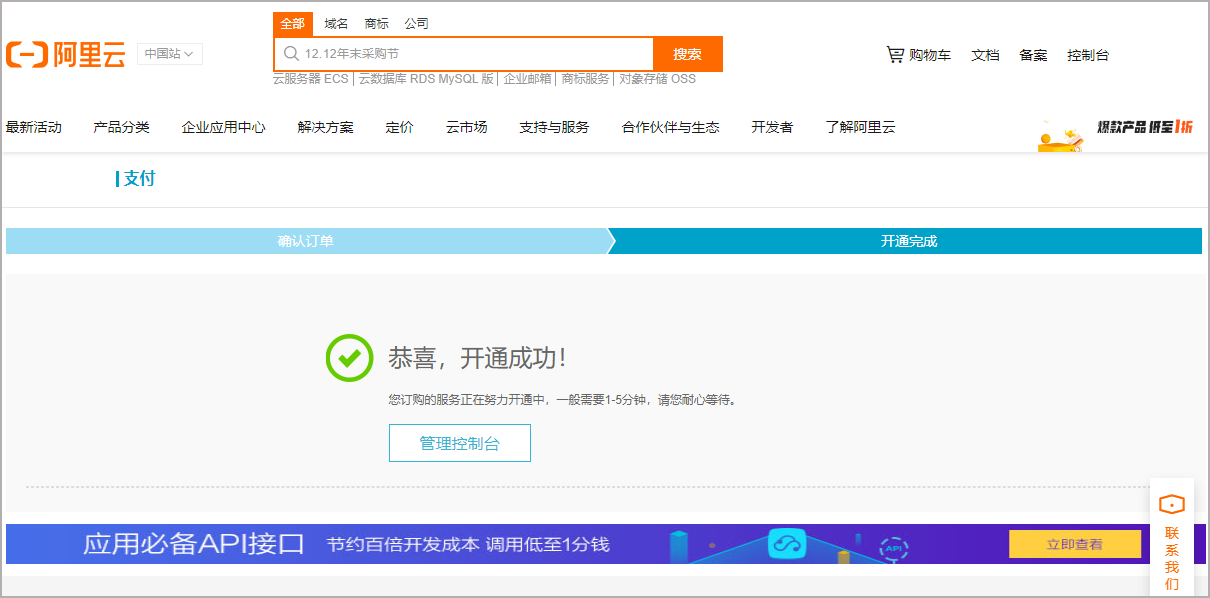 全部 域名 商标 公司
阿里云 中国站 12.12年末采购节 搜索 购物车 文档 备案 控制台
云服务器 ECS | 云数据库 RDS MySQL 版 | 企业邮箱 | 商标服务 | 对象存储 OSS
最新活动 产品分类 企业应用中心 解决方案 定价 云市场 支持与服务 合作伙伴与生态 开发者 了解阿里云 爆款产品 低至1折
支付
确认订单 开通完成
恭喜，开通成功！
您订购的服务正在努力开通中，一般需要1-5分钟，请您耐心等待。
管理控制台
应用必备API接口 节约百倍开发成本 调用低至1分钱 API 立即查看
联系我们